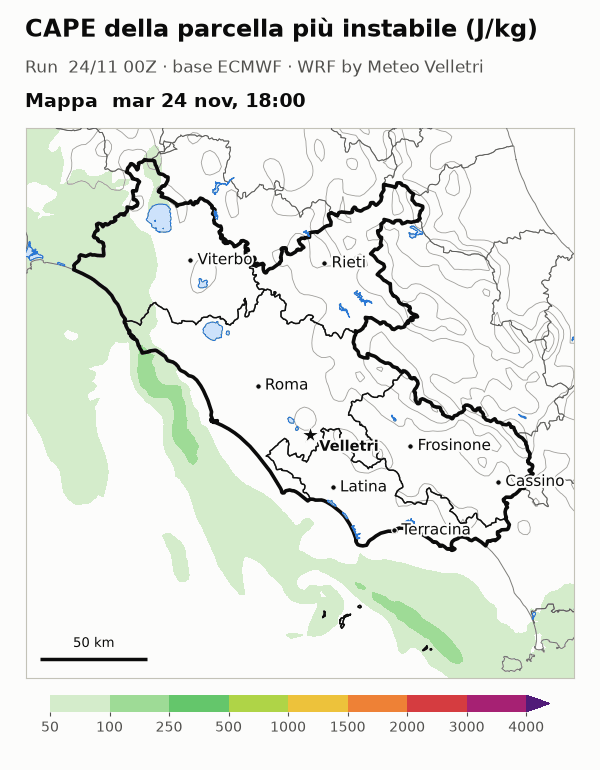 CAPE della parcella più instabile (J/kg)
Run  24/11 00Z · base ECMWF · WRF by Meteo Velletri
Mappa  mar 24 nov, 18:00
Viterbo
Rieti
Roma
Velletri
Frosinone
Cassino
Latina
Terracina
50 km
50 100 250 500 1000 1500 2000 3000 4000